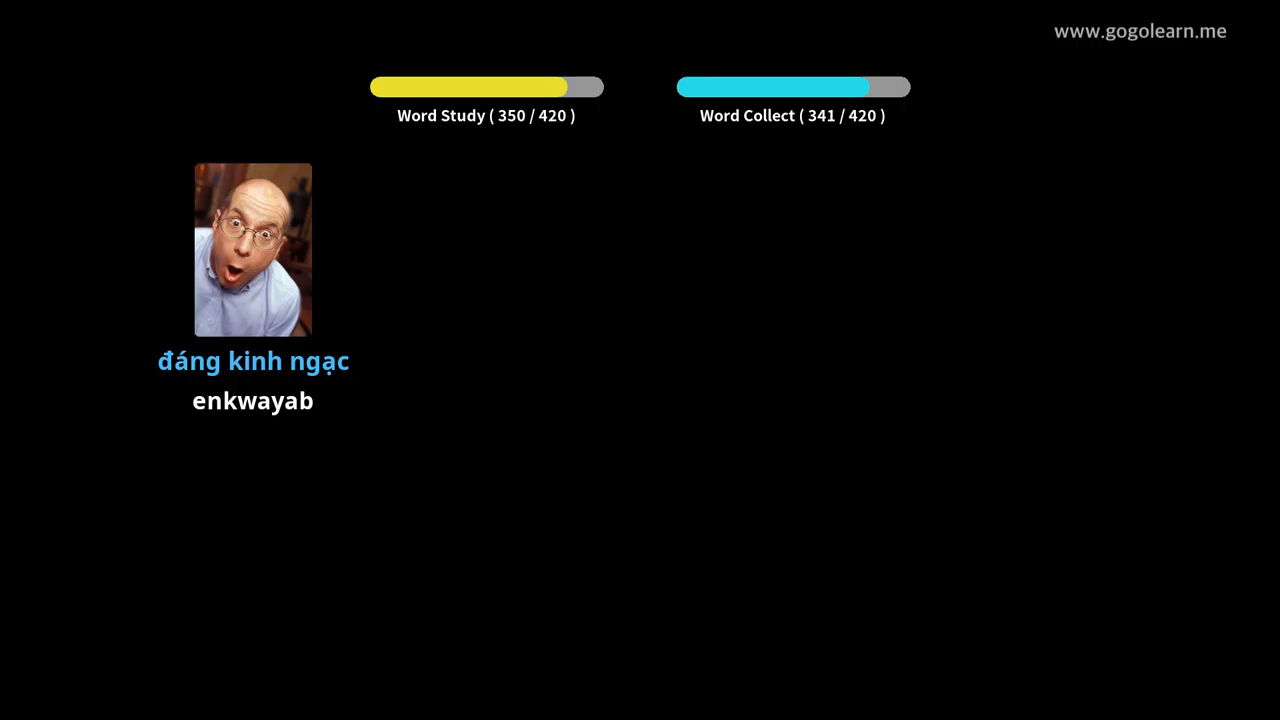 www.gogolearn.me
Word Study ( 350 / 420 )
Word Collect ( 341 / 420 )
đáng kinh ngạc
enkwayab